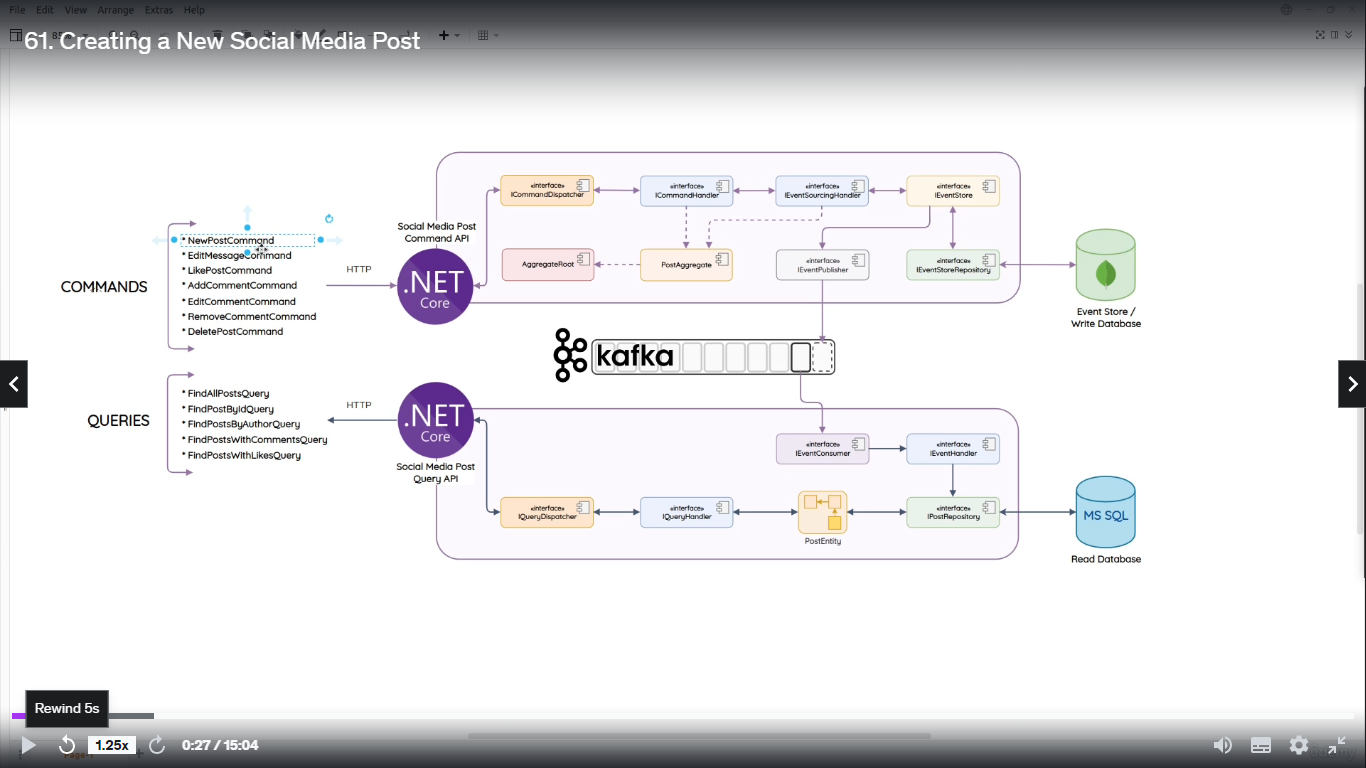 File Edit View Arrange Extras Help
61. Creating a New Social Media Post
«interface»
ICommandDispatcher
«interface»
ICommandHandler
«interface»
IEventSourcingHandler
«interface»
IEventStore
Social Media Post
Command API
* NewPostCommand
* EditMessageCommand
* LikePostCommand
* AddCommentCommand
* EditCommentCommand
* RemoveCommentCommand
* DeletePostCommand
COMMANDS
HTTP
.NET
Core
AggregateRoot
PostAggregate
«interface»
IEventPublisher
«interface»
IEventStoreRepository
Event Store /
Write Database
kafka
* FindAllPostsQuery
* FindPostByIdQuery
* FindPostsByAuthorQuery
* FindPostsWithCommentsQuery
* FindPostsWithLikesQuery
QUERIES
HTTP
.NET
Core
Social Media Post
Query API
«interface»
IEventConsumer
«interface»
IEventHandler
«interface»
IQueryDispatcher
«interface»
IQueryHandler
PostEntity
«interface»
IPostRepository
MS SQL
Read Database
Rewind 5s
1.25x
0:27 / 15:04